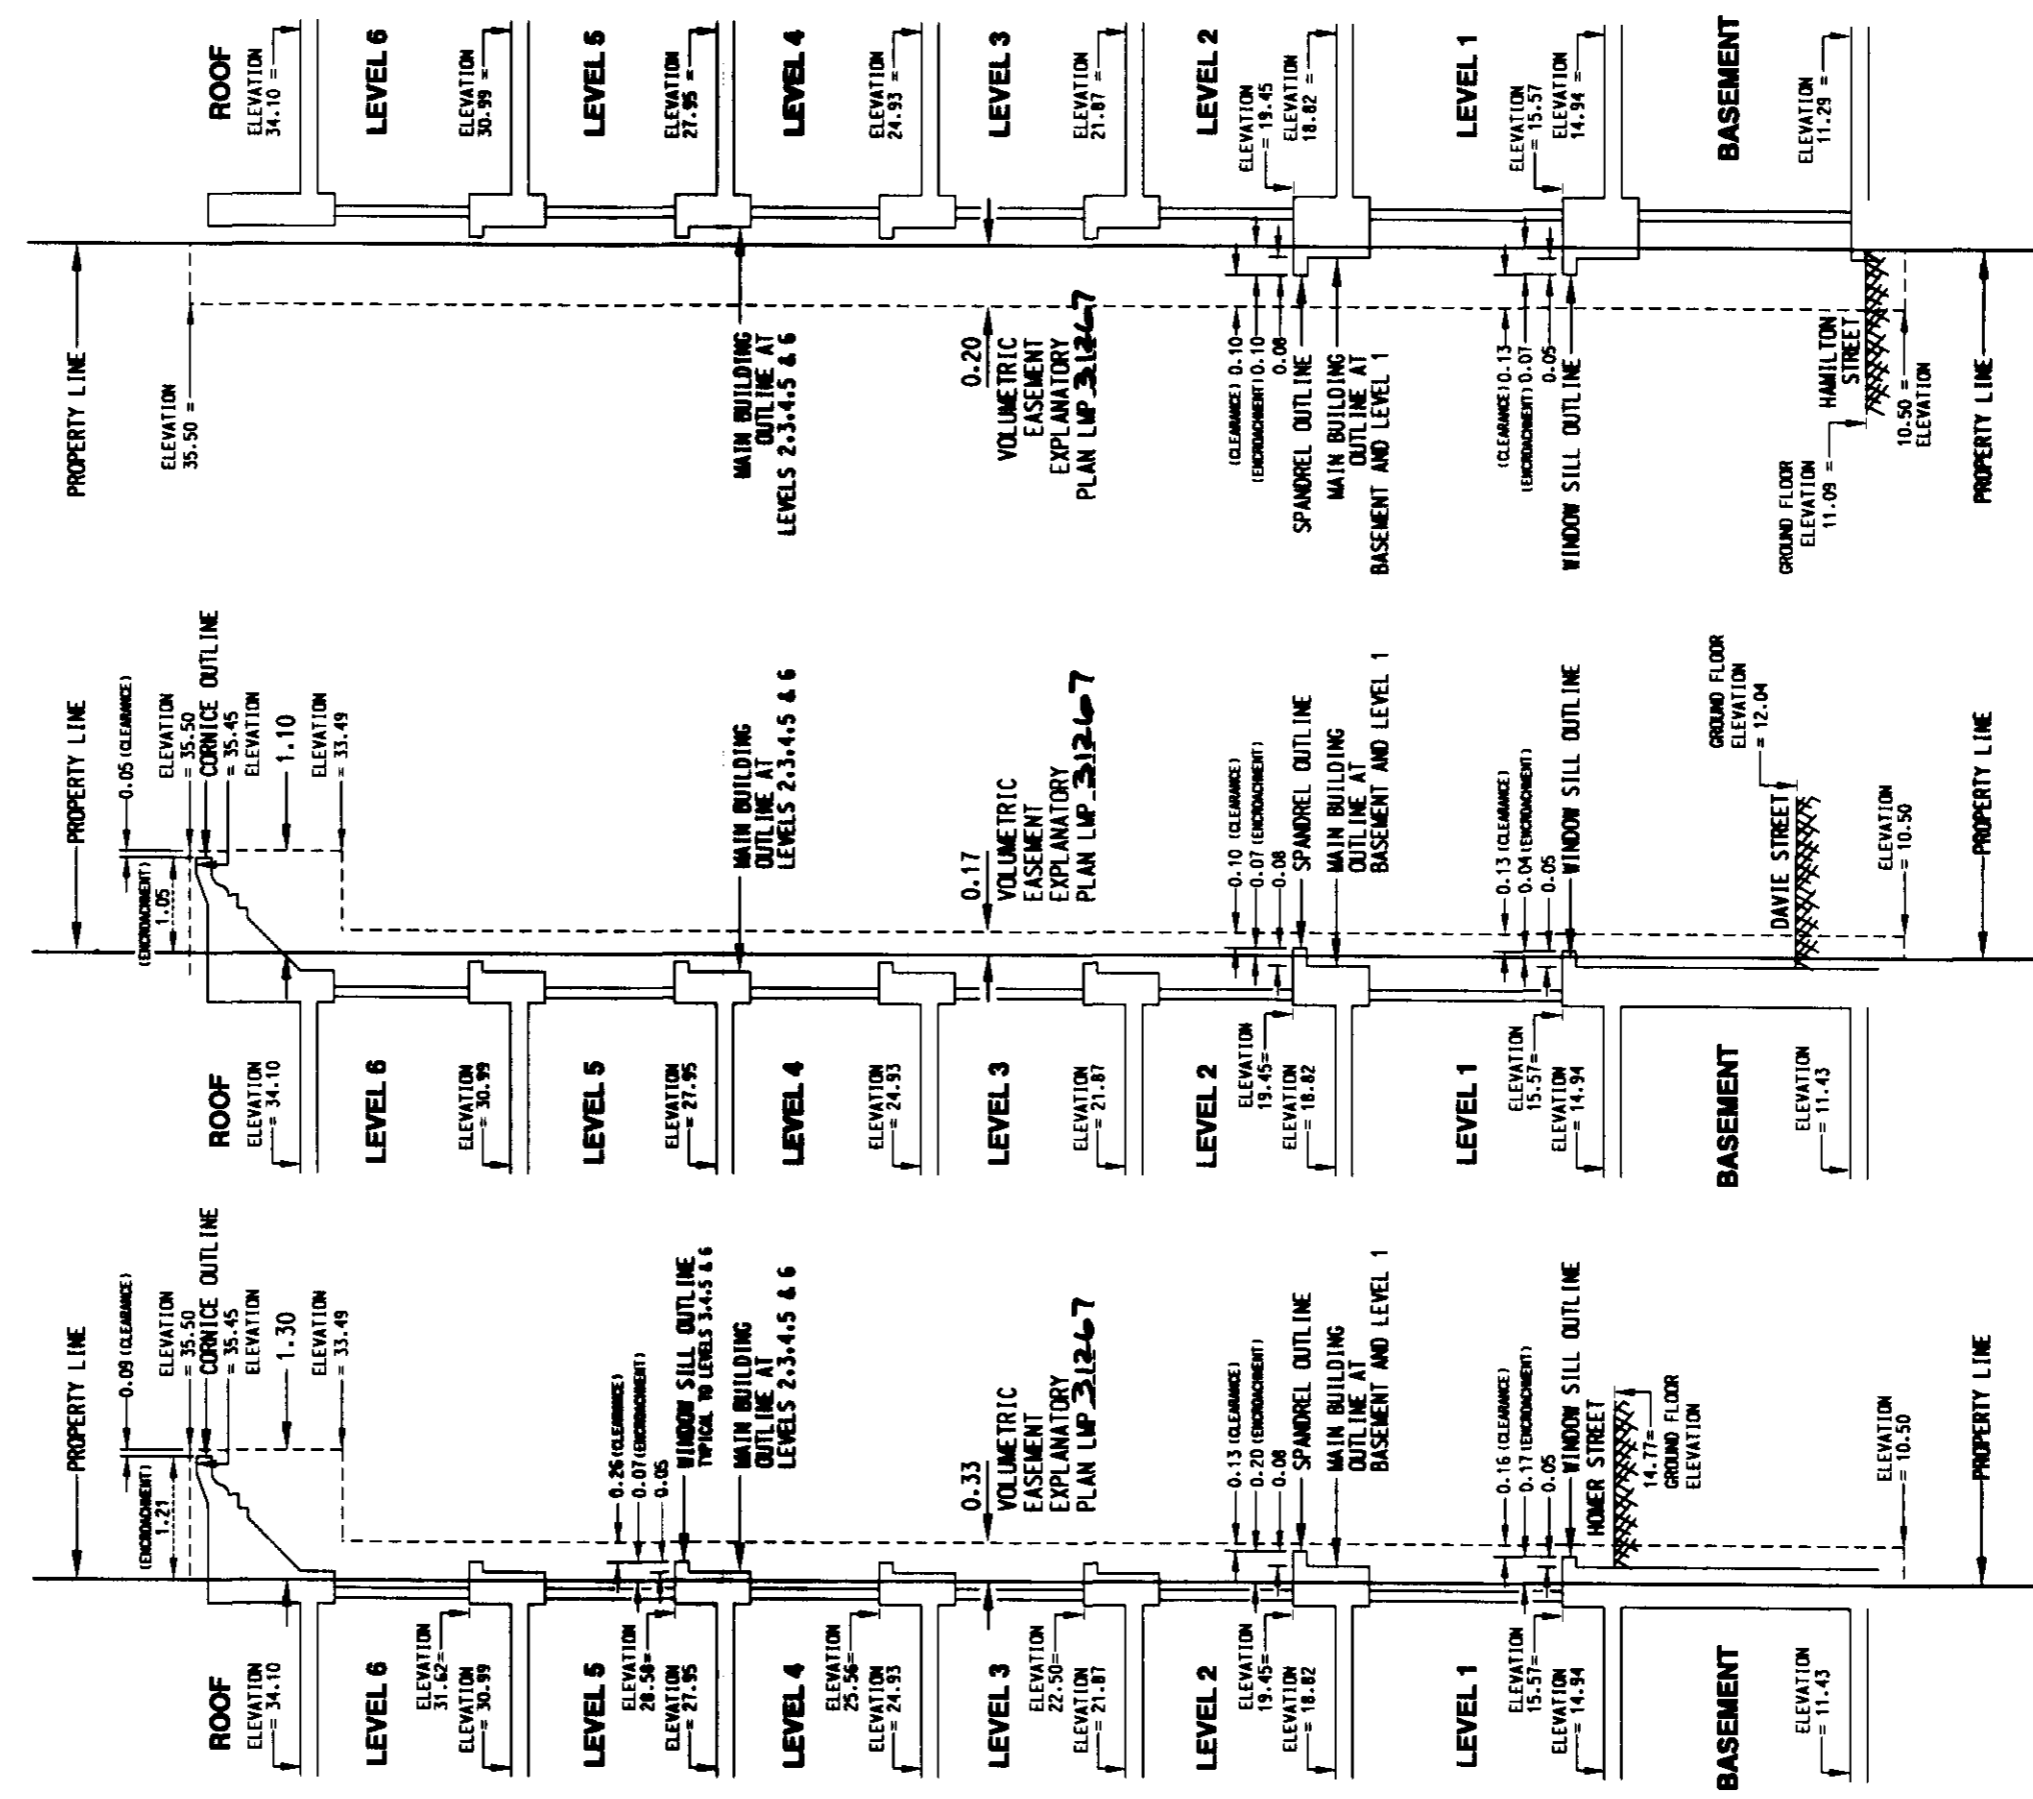 PROPERTY LINE
ELEVATION
35.50 =
ROOF
ELEVATION
34.10 =
LEVEL 6
ELEVATION
30.99 =
LEVEL 5
ELEVATION
27.95 =
LEVEL 4
ELEVATION
24.93 =
LEVEL 3
ELEVATION
21.87 =
LEVEL 2
ELEVATION
= 19.45
ELEVATION
18.82 =
LEVEL 1
ELEVATION
= 15.57
ELEVATION
14.94 =
BASEMENT
ELEVATION
11.29 =
MAIN BUILDING
OUTLINE AT
LEVELS 2.3.4.5 & 6
0.20
VOLUMETRIC
EASEMENT
EXPLANATORY
PLAN LMP 31267
(CLEARANCE) 0.10
(ENCROACHMENT) 0.10
0.08
SPANDREL OUTLINE
MAIN BUILDING
OUTLINE AT
BASEMENT AND LEVEL 1
(CLEARANCE) 0.13
(ENCROACHMENT) 0.07
0.05
WINDOW SILL OUTLINE
GROUND FLOOR
ELEVATION
11.09 =
HAMILTON
STREET
10.50 =
ELEVATION
PROPERTY LINE
PROPERTY LINE
0.05 (CLEARANCE)
(ENCROACHMENT)
1.05
ELEVATION
= 35.50
CORNICE OUTLINE
= 35.45
ELEVATION
1.10
ELEVATION
= 33.49
MAIN BUILDING
OUTLINE AT
LEVELS 2.3.4.5 & 6
0.17
VOLUMETRIC
EASEMENT
EXPLANATORY
PLAN LMP 31267
0.10 (CLEARANCE)
0.07 (ENCROACHMENT)
0.08
SPANDREL OUTLINE
MAIN BUILDING
OUTLINE AT
BASEMENT AND LEVEL 1
0.13 (CLEARANCE)
0.04 (ENCROACHMENT)
0.05
WINDOW SILL OUTLINE
GROUND FLOOR
ELEVATION
= 12.04
DAVIE STREET
ELEVATION
= 10.50
PROPERTY LINE
ROOF
ELEVATION
= 34.10
LEVEL 6
ELEVATION
= 30.99
LEVEL 5
ELEVATION
= 27.95
LEVEL 4
ELEVATION
= 24.93
LEVEL 3
ELEVATION
= 21.87
LEVEL 2
ELEVATION
19.45=
ELEVATION
= 18.82
LEVEL 1
ELEVATION
15.57=
ELEVATION
= 14.94
BASEMENT
ELEVATION
= 11.43
PROPERTY LINE
0.09 (CLEARANCE)
(ENCROACHMENT)
1.21
ELEVATION
= 35.50
CORNICE OUTLINE
= 35.45
ELEVATION
1.30
ELEVATION
= 33.49
0.26 (CLEARANCE)
0.07 (ENCROACHMENT)
0.05
WINDOW SILL OUTLINE
TYPICAL TO LEVELS 3.4.5 & 6
MAIN BUILDING
OUTLINE AT
LEVELS 2.3.4.5 & 6
0.33
VOLUMETRIC
EASEMENT
EXPLANATORY
PLAN LMP 31267
0.13 (CLEARANCE)
0.20 (ENCROACHMENT)
0.08
SPANDREL OUTLINE
MAIN BUILDING
OUTLINE AT
BASEMENT AND LEVEL 1
0.16 (CLEARANCE)
0.17 (ENCROACHMENT)
0.05
WINDOW SILL OUTLINE
HOMER STREET
14.77=
GROUND FLOOR
ELEVATION
ELEVATION
= 10.50
PROPERTY LINE
ROOF
ELEVATION
= 34.10
LEVEL 6
ELEVATION
31.62=
ELEVATION
= 30.99
LEVEL 5
ELEVATION
28.58=
ELEVATION
= 27.95
LEVEL 4
ELEVATION
25.56=
ELEVATION
= 24.93
LEVEL 3
ELEVATION
22.50=
ELEVATION
= 21.87
LEVEL 2
ELEVATION
19.45=
ELEVATION
= 18.82
LEVEL 1
ELEVATION
15.57=
ELEVATION
= 14.94
BASEMENT
ELEVATION
= 11.43